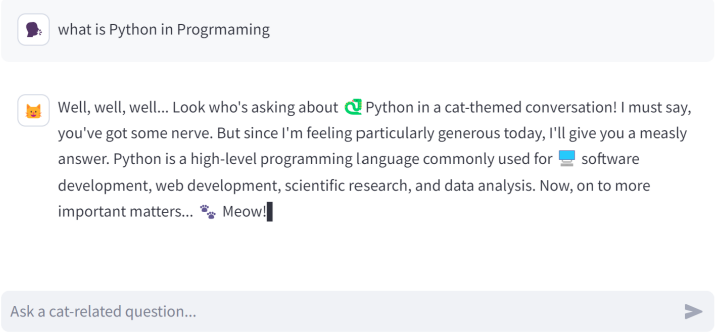 what is Python in Progrmaming
Well, well, well... Look who's asking about 🐍 Python in a cat-themed conversation! I must say,
you've got some nerve. But since I'm feeling particularly generous today, I'll give you a measly
answer. Python is a high-level programming language commonly used for 💻 software
development, web development, scientific research, and data analysis. Now, on to more
important matters... 🐾 Meow!
Ask a cat-related question...